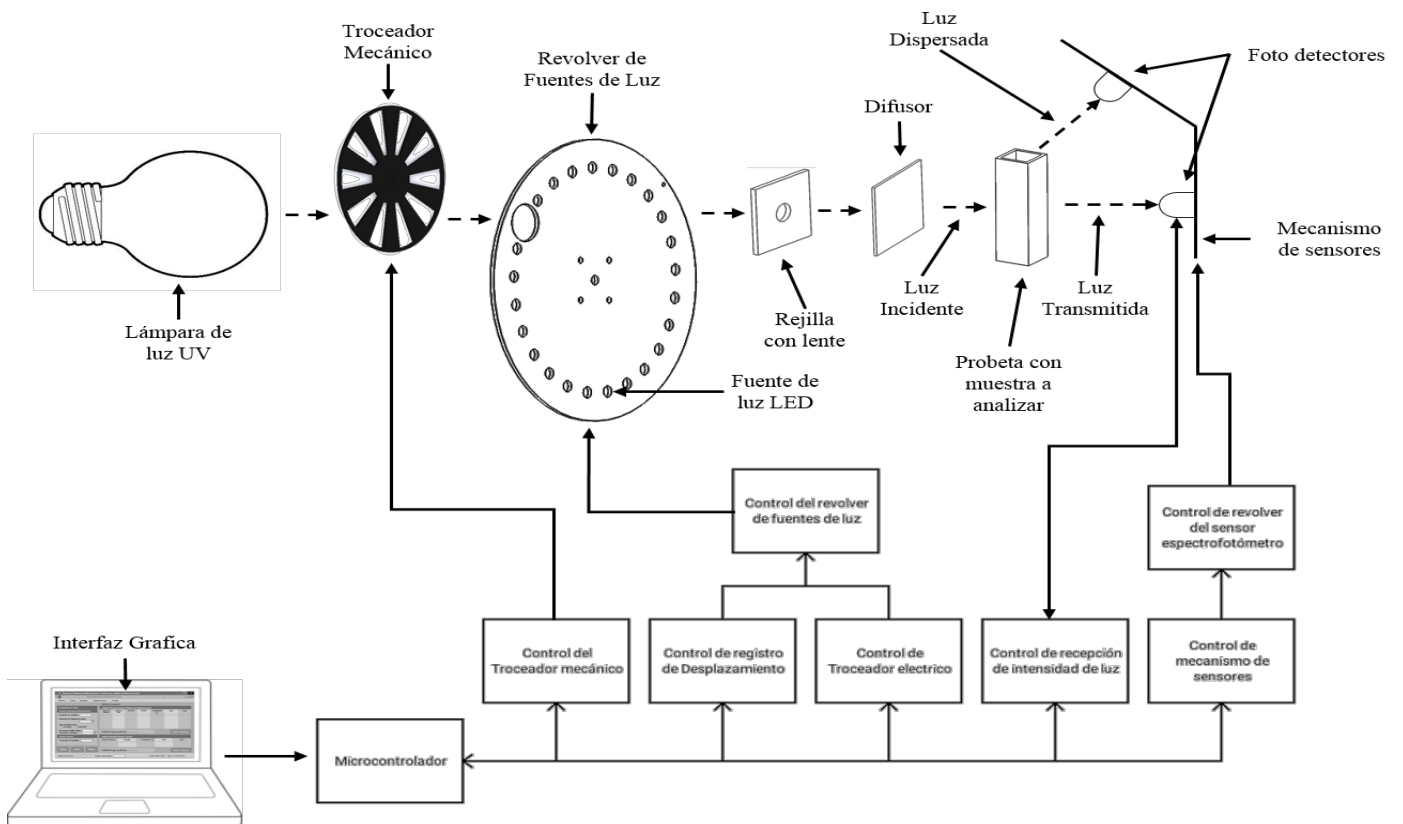 Luz
Dispersada
Troceador
Mecánico
Revolver de
Fuentes de Luz
Foto detectores
Difusor
Mecanismo
de sensores
Luz
Incidente
Luz
Transmitida
Rejilla
con lente
Lámpara de
luz UV
Probeta con
muestra a
analizar
Fuente de
luz LED
Control del revolver
de fuentes de luz
Control de revolver
del sensor
espectrofotómetro
Interfaz Grafica
Control del
Troceador mecánico
Control de registro
de Desplazamiento
Control de
Troceador electrico
Control de recepción
de intensidad de luz
Control de
mecanismo de
sensores
Microcontrolador